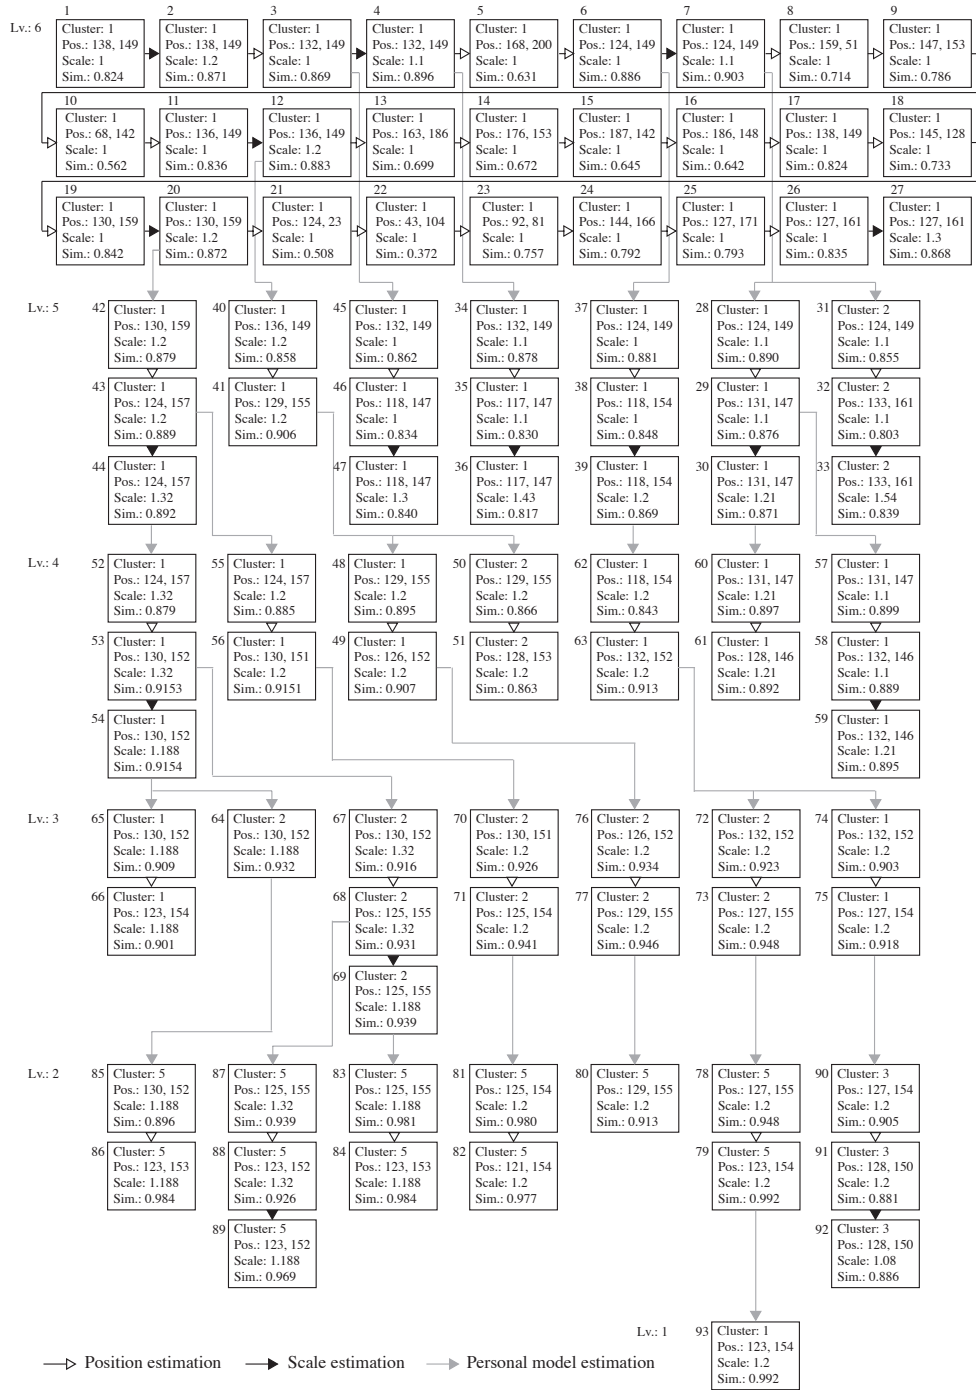 1 2 3 4 5 6 7 8 9
Lv.: 6
Cluster: 1
Pos.: 138, 149
Scale: 1
Sim.: 0.824
Cluster: 1
Pos.: 138, 149
Scale: 1.2
Sim.: 0.871
Cluster: 1
Pos.: 132, 149
Scale: 1
Sim.: 0.869
Cluster: 1
Pos.: 132, 149
Scale: 1.1
Sim.: 0.896
Cluster: 1
Pos.: 168, 200
Scale: 1
Sim.: 0.631
Cluster: 1
Pos.: 124, 149
Scale: 1
Sim.: 0.886
Cluster: 1
Pos.: 124, 149
Scale: 1.1
Sim.: 0.903
Cluster: 1
Pos.: 159, 51
Scale: 1
Sim.: 0.714
Cluster: 1
Pos.: 147, 153
Scale: 1
Sim.: 0.786
10 11 12 13 14 15 16 17 18
Cluster: 1
Pos.: 68, 142
Scale: 1
Sim.: 0.562
Cluster: 1
Pos.: 136, 149
Scale: 1
Sim.: 0.836
Cluster: 1
Pos.: 136, 149
Scale: 1.2
Sim.: 0.883
Cluster: 1
Pos.: 163, 186
Scale: 1
Sim.: 0.699
Cluster: 1
Pos.: 176, 153
Scale: 1
Sim.: 0.672
Cluster: 1
Pos.: 187, 142
Scale: 1
Sim.: 0.645
Cluster: 1
Pos.: 186, 148
Scale: 1
Sim.: 0.642
Cluster: 1
Pos.: 138, 149
Scale: 1
Sim.: 0.824
Cluster: 1
Pos.: 145, 128
Scale: 1
Sim.: 0.733
19 20 21 22 23 24 25 26 27
Cluster: 1
Pos.: 130, 159
Scale: 1
Sim.: 0.842
Cluster: 1
Pos.: 130, 159
Scale: 1.2
Sim.: 0.872
Cluster: 1
Pos.: 124, 23
Scale: 1
Sim.: 0.508
Cluster: 1
Pos.: 43, 104
Scale: 1
Sim.: 0.372
Cluster: 1
Pos.: 92, 81
Scale: 1
Sim.: 0.757
Cluster: 1
Pos.: 144, 166
Scale: 1
Sim.: 0.792
Cluster: 1
Pos.: 127, 171
Scale: 1
Sim.: 0.793
Cluster: 1
Pos.: 127, 161
Scale: 1
Sim.: 0.835
Cluster: 1
Pos.: 127, 161
Scale: 1.3
Sim.: 0.868
Lv.: 5
42
Cluster: 1
Pos.: 130, 159
Scale: 1.2
Sim.: 0.879
40
Cluster: 1
Pos.: 136, 149
Scale: 1.2
Sim.: 0.858
45
Cluster: 1
Pos.: 132, 149
Scale: 1
Sim.: 0.862
34
Cluster: 1
Pos.: 132, 149
Scale: 1.1
Sim.: 0.878
37
Cluster: 1
Pos.: 124, 149
Scale: 1
Sim.: 0.881
28
Cluster: 1
Pos.: 124, 149
Scale: 1.1
Sim.: 0.890
31
Cluster: 2
Pos.: 124, 149
Scale: 1.1
Sim.: 0.855
43
Cluster: 1
Pos.: 124, 157
Scale: 1.2
Sim.: 0.889
41
Cluster: 1
Pos.: 129, 155
Scale: 1.2
Sim.: 0.906
46
Cluster: 1
Pos.: 118, 147
Scale: 1
Sim.: 0.834
35
Cluster: 1
Pos.: 117, 147
Scale: 1.1
Sim.: 0.830
38
Cluster: 1
Pos.: 118, 154
Scale: 1
Sim.: 0.848
29
Cluster: 1
Pos.: 131, 147
Scale: 1.1
Sim.: 0.876
32
Cluster: 2
Pos.: 133, 161
Scale: 1.1
Sim.: 0.803
44
Cluster: 1
Pos.: 124, 157
Scale: 1.32
Sim.: 0.892
47
Cluster: 1
Pos.: 118, 147
Scale: 1.3
Sim.: 0.840
36
Cluster: 1
Pos.: 117, 147
Scale: 1.43
Sim.: 0.817
39
Cluster: 1
Pos.: 118, 154
Scale: 1.2
Sim.: 0.869
30
Cluster: 1
Pos.: 131, 147
Scale: 1.21
Sim.: 0.871
33
Cluster: 2
Pos.: 133, 161
Scale: 1.54
Sim.: 0.839
Lv.: 4
52
Cluster: 1
Pos.: 124, 157
Scale: 1.32
Sim.: 0.879
55
Cluster: 1
Pos.: 124, 157
Scale: 1.2
Sim.: 0.885
48
Cluster: 1
Pos.: 129, 155
Scale: 1.2
Sim.: 0.895
50
Cluster: 2
Pos.: 129, 155
Scale: 1.2
Sim.: 0.866
62
Cluster: 1
Pos.: 118, 154
Scale: 1.2
Sim.: 0.843
60
Cluster: 1
Pos.: 131, 147
Scale: 1.21
Sim.: 0.897
57
Cluster: 1
Pos.: 131, 147
Scale: 1.1
Sim.: 0.899
53
Cluster: 1
Pos.: 130, 152
Scale: 1.32
Sim.: 0.9153
56
Cluster: 1
Pos.: 130, 151
Scale: 1.2
Sim.: 0.9151
49
Cluster: 1
Pos.: 126, 152
Scale: 1.2
Sim.: 0.907
51
Cluster: 2
Pos.: 128, 153
Scale: 1.2
Sim.: 0.863
63
Cluster: 1
Pos.: 132, 152
Scale: 1.2
Sim.: 0.913
61
Cluster: 1
Pos.: 128, 146
Scale: 1.21
Sim.: 0.892
58
Cluster: 1
Pos.: 132, 146
Scale: 1.1
Sim.: 0.889
54
Cluster: 1
Pos.: 130, 152
Scale: 1.188
Sim.: 0.9154
59
Cluster: 1
Pos.: 132, 146
Scale: 1.21
Sim.: 0.895
Lv.: 3
65
Cluster: 1
Pos.: 130, 152
Scale: 1.188
Sim.: 0.909
64
Cluster: 2
Pos.: 130, 152
Scale: 1.188
Sim.: 0.932
67
Cluster: 2
Pos.: 130, 152
Scale: 1.32
Sim.: 0.916
70
Cluster: 2
Pos.: 130, 151
Scale: 1.2
Sim.: 0.926
76
Cluster: 2
Pos.: 126, 152
Scale: 1.2
Sim.: 0.934
72
Cluster: 2
Pos.: 132, 152
Scale: 1.2
Sim.: 0.923
74
Cluster: 1
Pos.: 132, 152
Scale: 1.2
Sim.: 0.903
66
Cluster: 1
Pos.: 123, 154
Scale: 1.188
Sim.: 0.901
68
Cluster: 2
Pos.: 125, 155
Scale: 1.32
Sim.: 0.931
71
Cluster: 2
Pos.: 125, 154
Scale: 1.2
Sim.: 0.941
77
Cluster: 2
Pos.: 129, 155
Scale: 1.2
Sim.: 0.946
73
Cluster: 2
Pos.: 127, 155
Scale: 1.2
Sim.: 0.948
75
Cluster: 1
Pos.: 127, 154
Scale: 1.2
Sim.: 0.918
69
Cluster: 2
Pos.: 125, 155
Scale: 1.188
Sim.: 0.939
Lv.: 2
85
Cluster: 5
Pos.: 130, 152
Scale: 1.188
Sim.: 0.896
87
Cluster: 5
Pos.: 125, 155
Scale: 1.32
Sim.: 0.939
83
Cluster: 5
Pos.: 125, 155
Scale: 1.188
Sim.: 0.981
81
Cluster: 5
Pos.: 125, 154
Scale: 1.2
Sim.: 0.980
80
Cluster: 5
Pos.: 129, 155
Scale: 1.2
Sim.: 0.913
78
Cluster: 5
Pos.: 127, 155
Scale: 1.2
Sim.: 0.948
90
Cluster: 3
Pos.: 127, 154
Scale: 1.2
Sim.: 0.905
86
Cluster: 5
Pos.: 123, 153
Scale: 1.188
Sim.: 0.984
88
Cluster: 5
Pos.: 123, 152
Scale: 1.32
Sim.: 0.926
84
Cluster: 5
Pos.: 123, 153
Scale: 1.188
Sim.: 0.984
82
Cluster: 5
Pos.: 121, 154
Scale: 1.2
Sim.: 0.977
79
Cluster: 5
Pos.: 123, 154
Scale: 1.2
Sim.: 0.992
91
Cluster: 3
Pos.: 128, 150
Scale: 1.2
Sim.: 0.881
89
Cluster: 5
Pos.: 123, 152
Scale: 1.188
Sim.: 0.969
92
Cluster: 3
Pos.: 128, 150
Scale: 1.08
Sim.: 0.886
Lv.: 1
93
Cluster: 1
Pos.: 123, 154
Scale: 1.2
Sim.: 0.992
Position estimation
Scale estimation
Personal model estimation